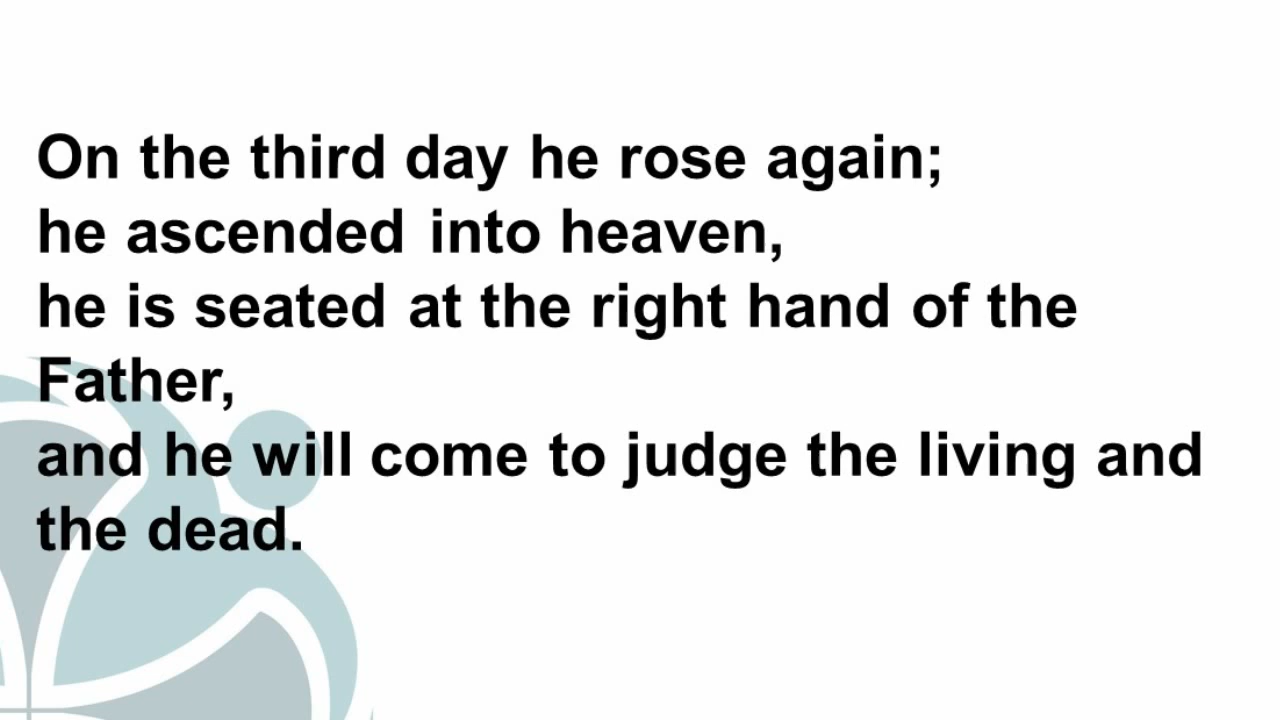 On the third day he rose again;
he ascended into heaven,
he is seated at the right hand of the
Father,
and he will come to judge the living and
the dead.